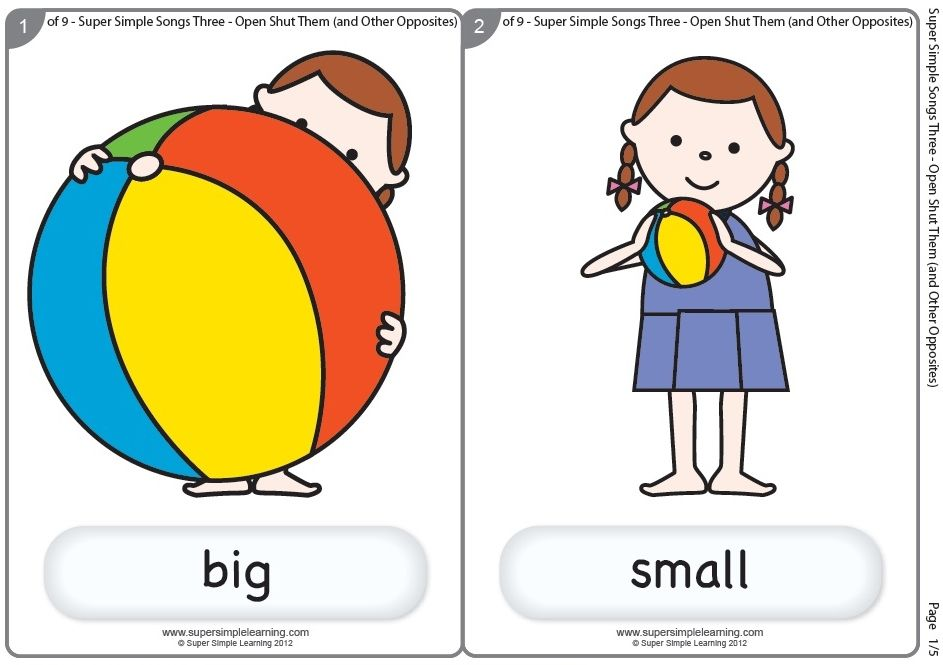 1 of 9 - Super Simple Songs Three - Open Shut Them (and Other Opposites)
big
www.supersimplelearning.com
© Super Simple Learning 2012
2 of 9 - Super Simple Songs Three - Open Shut Them (and Other Opposites)
small
www.supersimplelearning.com
© Super Simple Learning 2012
Super Simple Songs Three - Open Shut Them (and Other Opposites)
Page 1/5